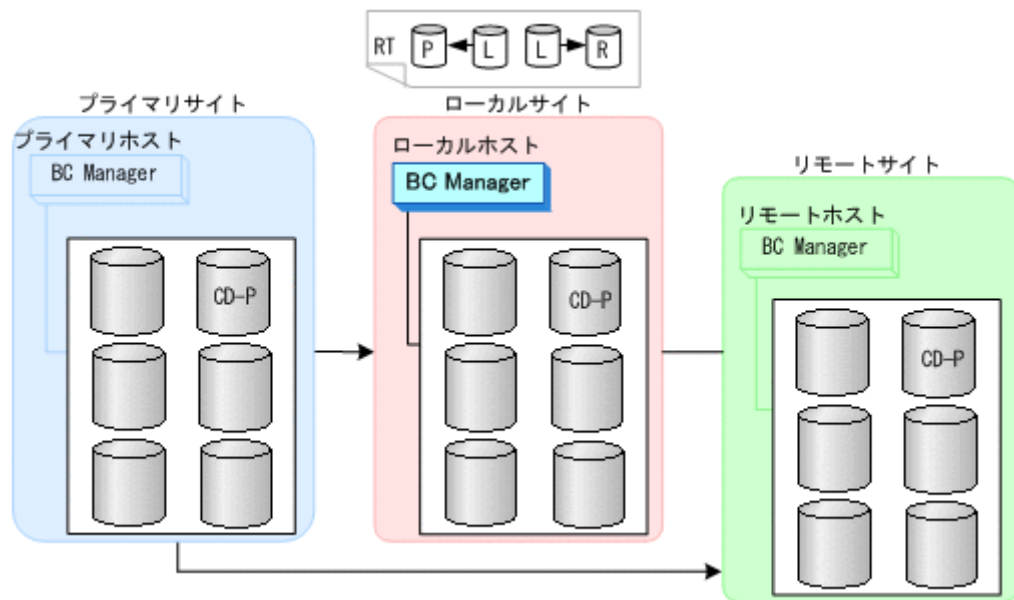 RT P L L R
プライマリサイト
プライマリホスト
BC Manager
CD-P
ローカルサイト
ローカルホスト
BC Manager
CD-P
リモートサイト
リモートホスト
BC Manager
CD-P